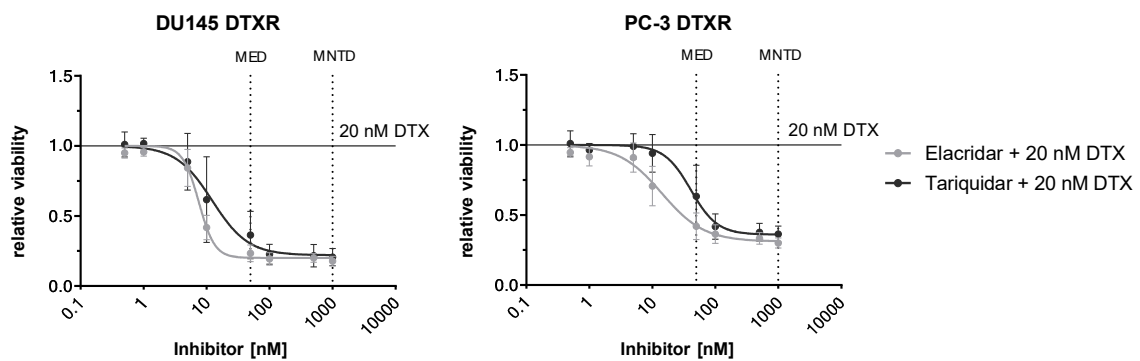 DU145 DTXR
MED
MNTD
1.5
1.0
0.5
0.0
20 nM DTX
relative viability
0.1
1
10
100
1000
10000
Inhibitor [nM]
PC-3 DTXR
MED
MNTD
1.5
1.0
0.5
0.0
20 nM DTX
relative viability
0.1
1
10
100
1000
10000
Inhibitor [nM]
Elacridar + 20 nM DTX
Tariquidar + 20 nM DTX